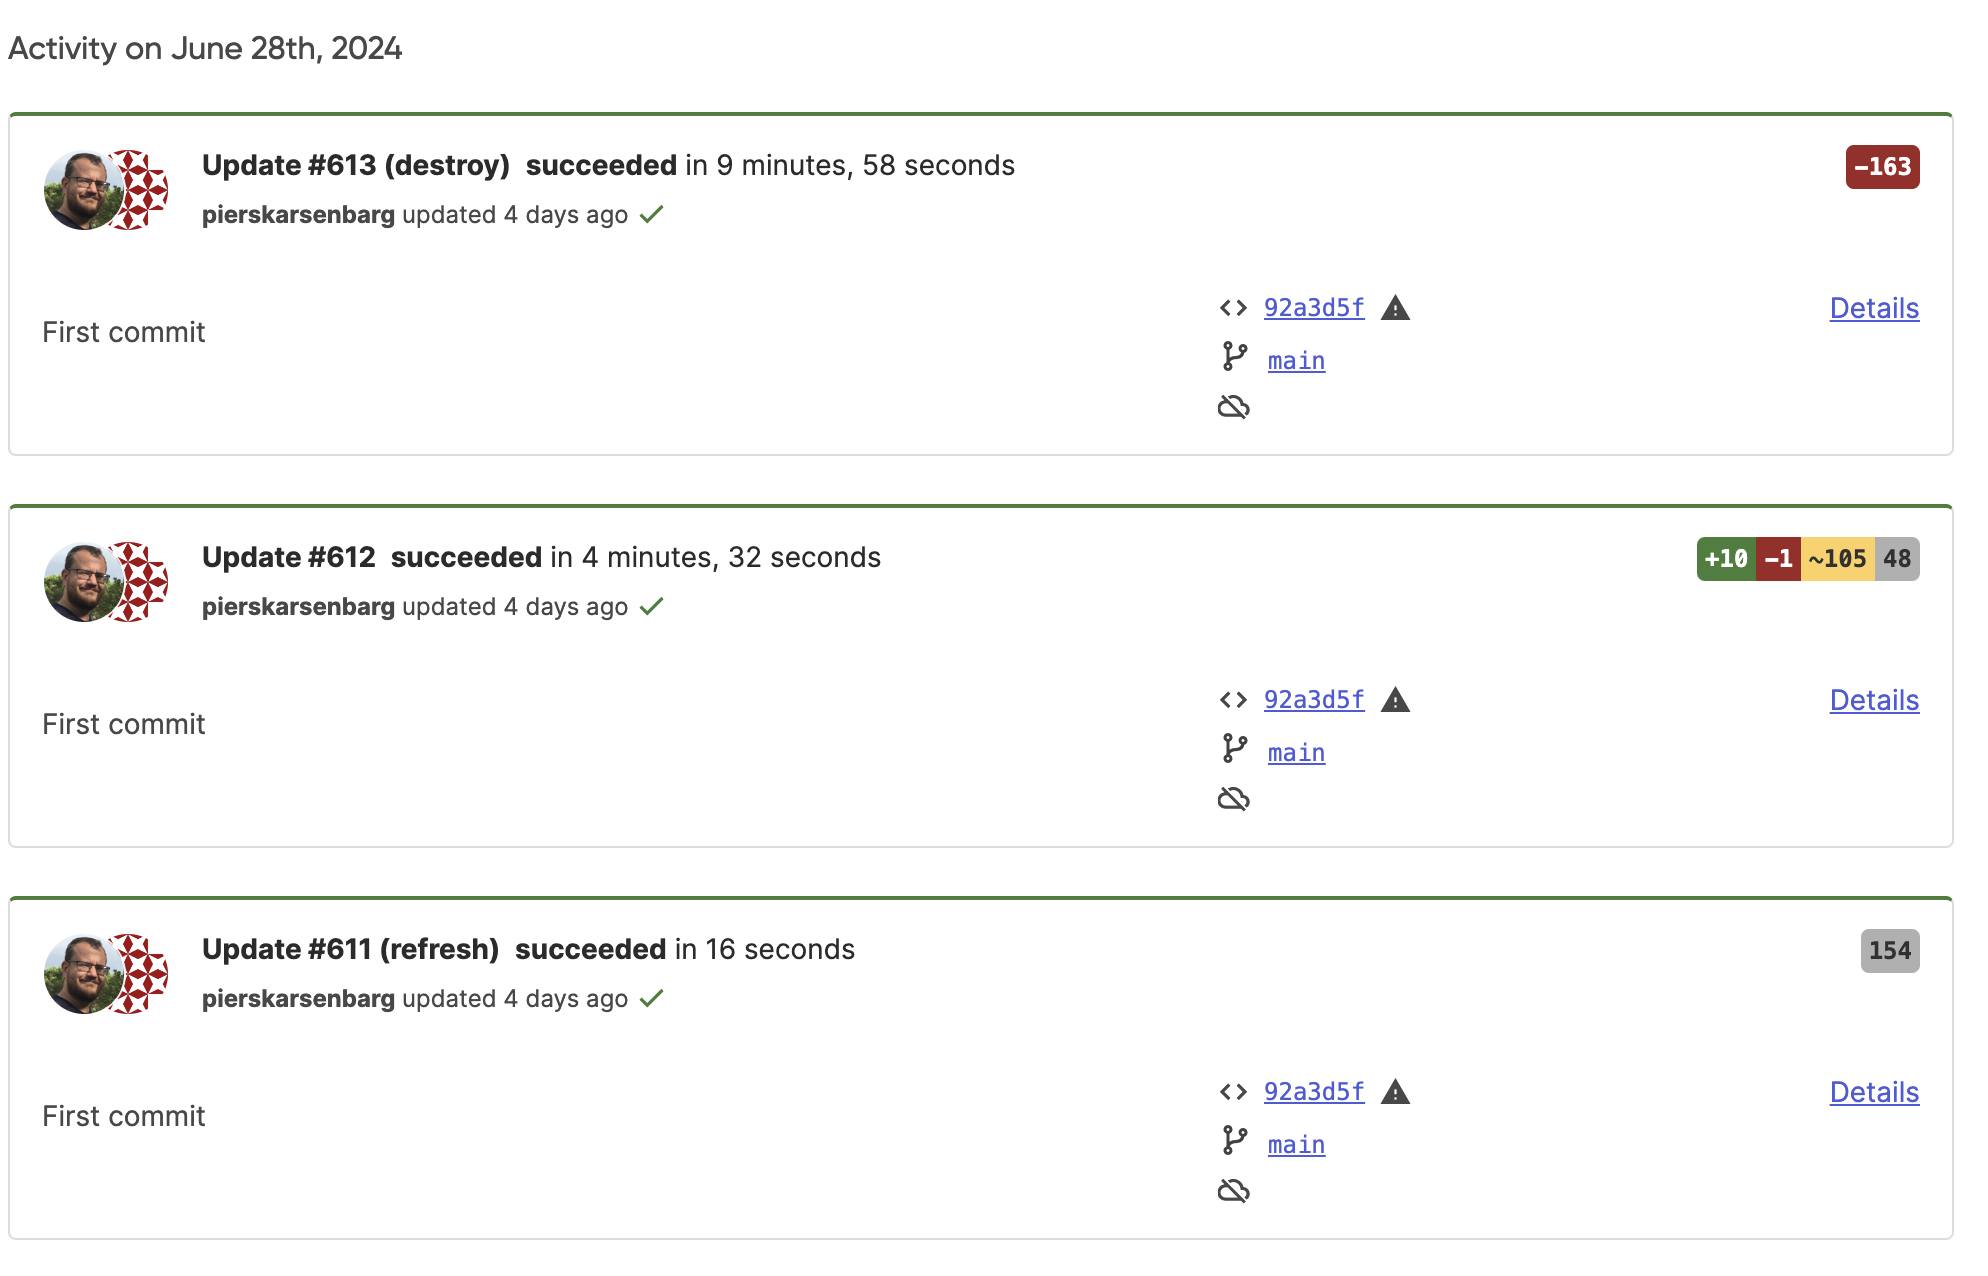 Activity on June 28th, 2024
Update #613 (destroy) succeeded in 9 minutes, 58 seconds
-163
pierskarsenbarg updated 4 days ago
First commit
92a3d5f
Details
main
Update #612 succeeded in 4 minutes, 32 seconds
+10 -1 ~105 48
pierskarsenbarg updated 4 days ago
First commit
92a3d5f
Details
main
Update #611 (refresh) succeeded in 16 seconds
154
pierskarsenbarg updated 4 days ago
First commit
92a3d5f
Details
main